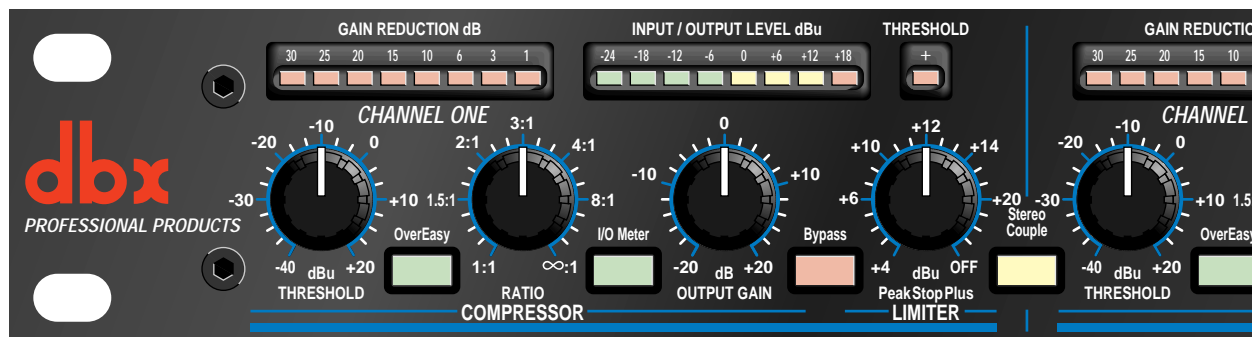 GAIN REDUCTION dB
30 25 20 15 10 6 3 1
INPUT / OUTPUT LEVEL dBu
-24 -18 -12 -6 0 +6 +12 +18
THRESHOLD
+
GAIN REDUCTIO
30 25 20 15 10
dbx
PROFESSIONAL PRODUCTS
CHANNEL ONE
-40 -30 -20 -10 0 +10 +20
dBu
THRESHOLD
OverEasy
1:1 1.5:1 2:1 3:1 4:1 8:1 ∞:1
RATIO
I/O Meter
-20 -10 0 +10 +20
dB
OUTPUT GAIN
Bypass
COMPRESSOR
+4 +6 +10 +12 +14 +20 OFF
dBu
PeakStopPlus
LIMITER
Stereo
Couple
CHANNEL
-40 -30 -20 -10 0 +10 +20
dBu
THRESHOLD
1.5
OverEasy